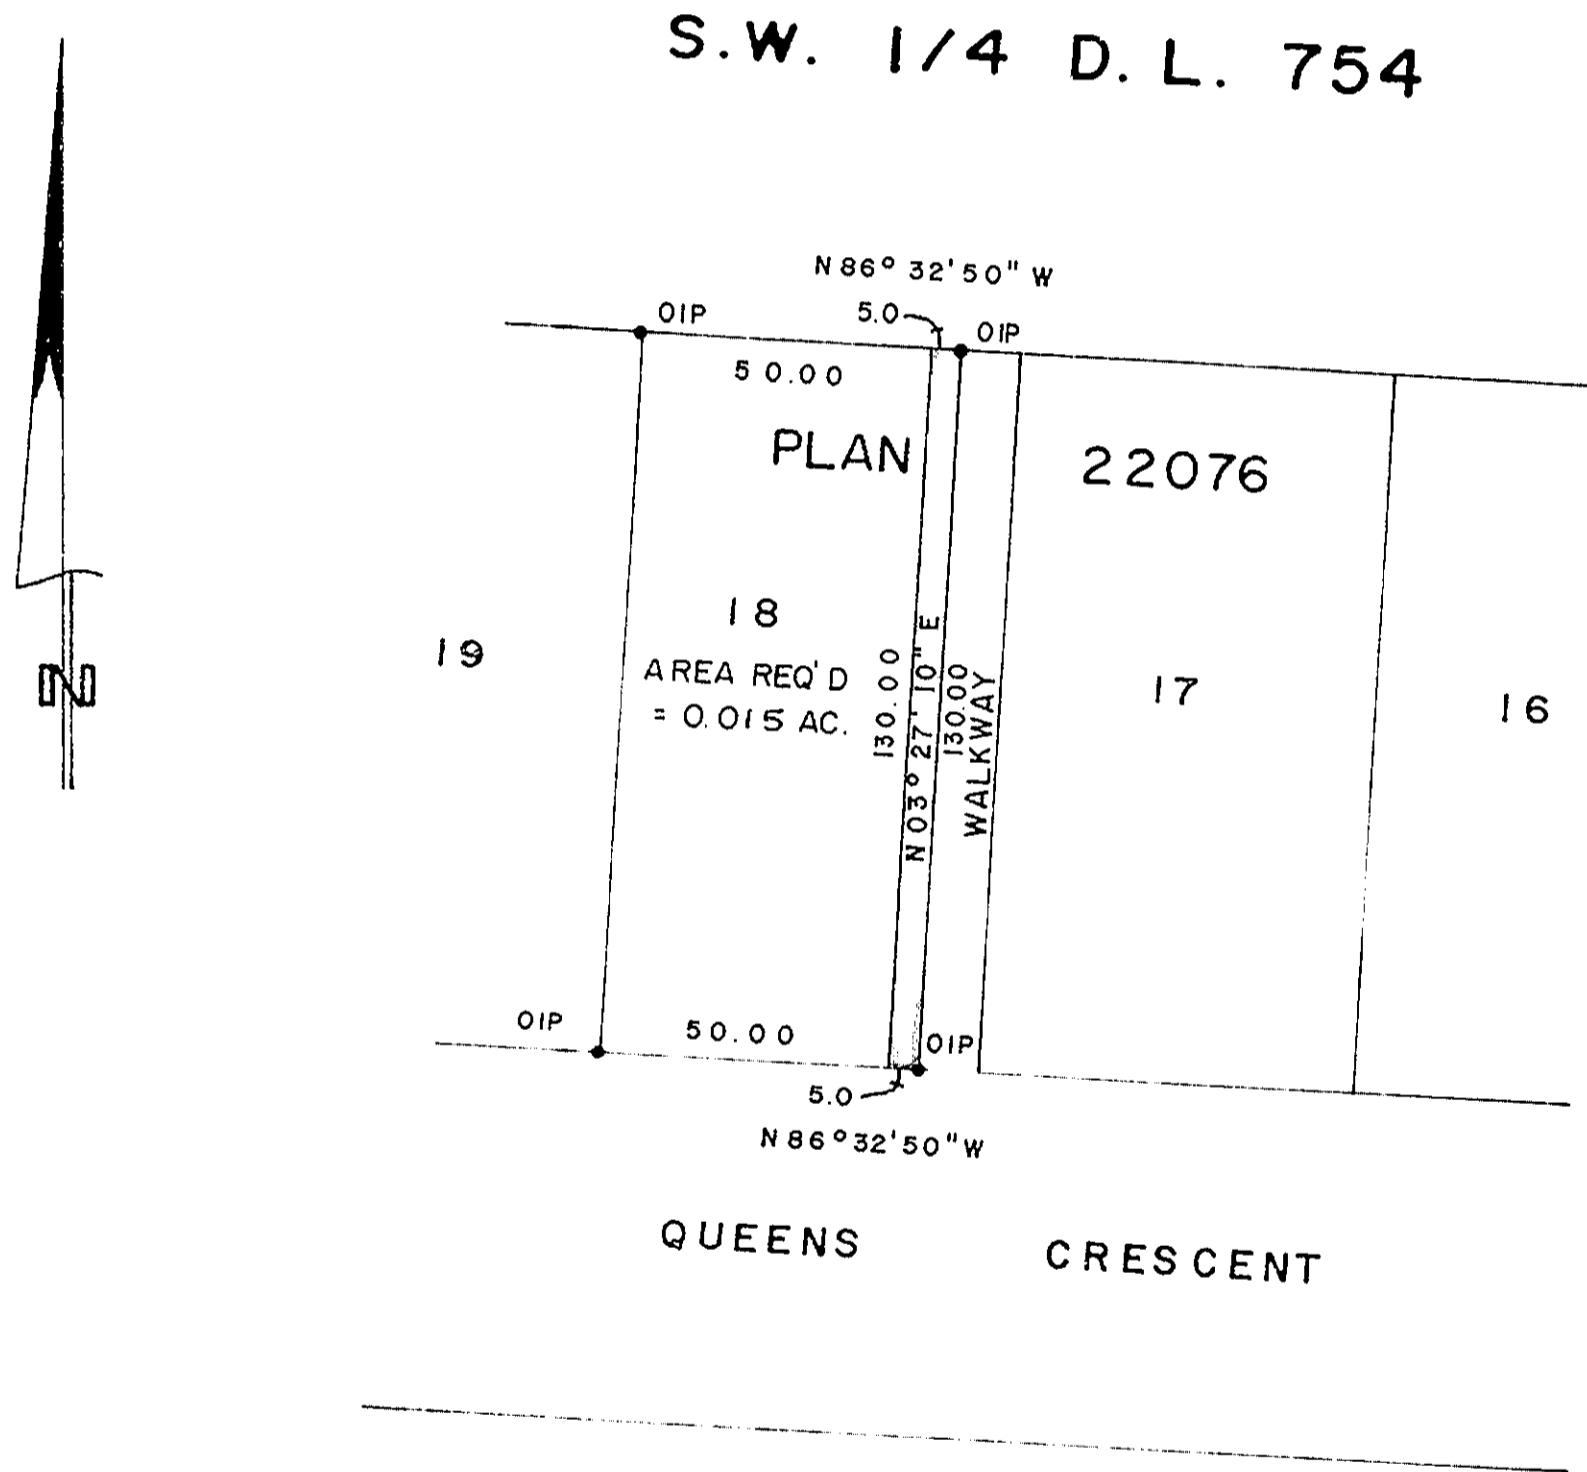 S.W. 1/4 D. L. 754
N 86° 32' 50" W
OIP
5.0
OIP
50.00
PLAN 22076
18
19
AREA REQ'D
= 0.015 AC.
130.00
N 03° 27' 10" E
130.00
WALKWAY
17
16
OIP
50.00
OIP
5.0
N 86° 32' 50" W
QUEENS CRESCENT
N